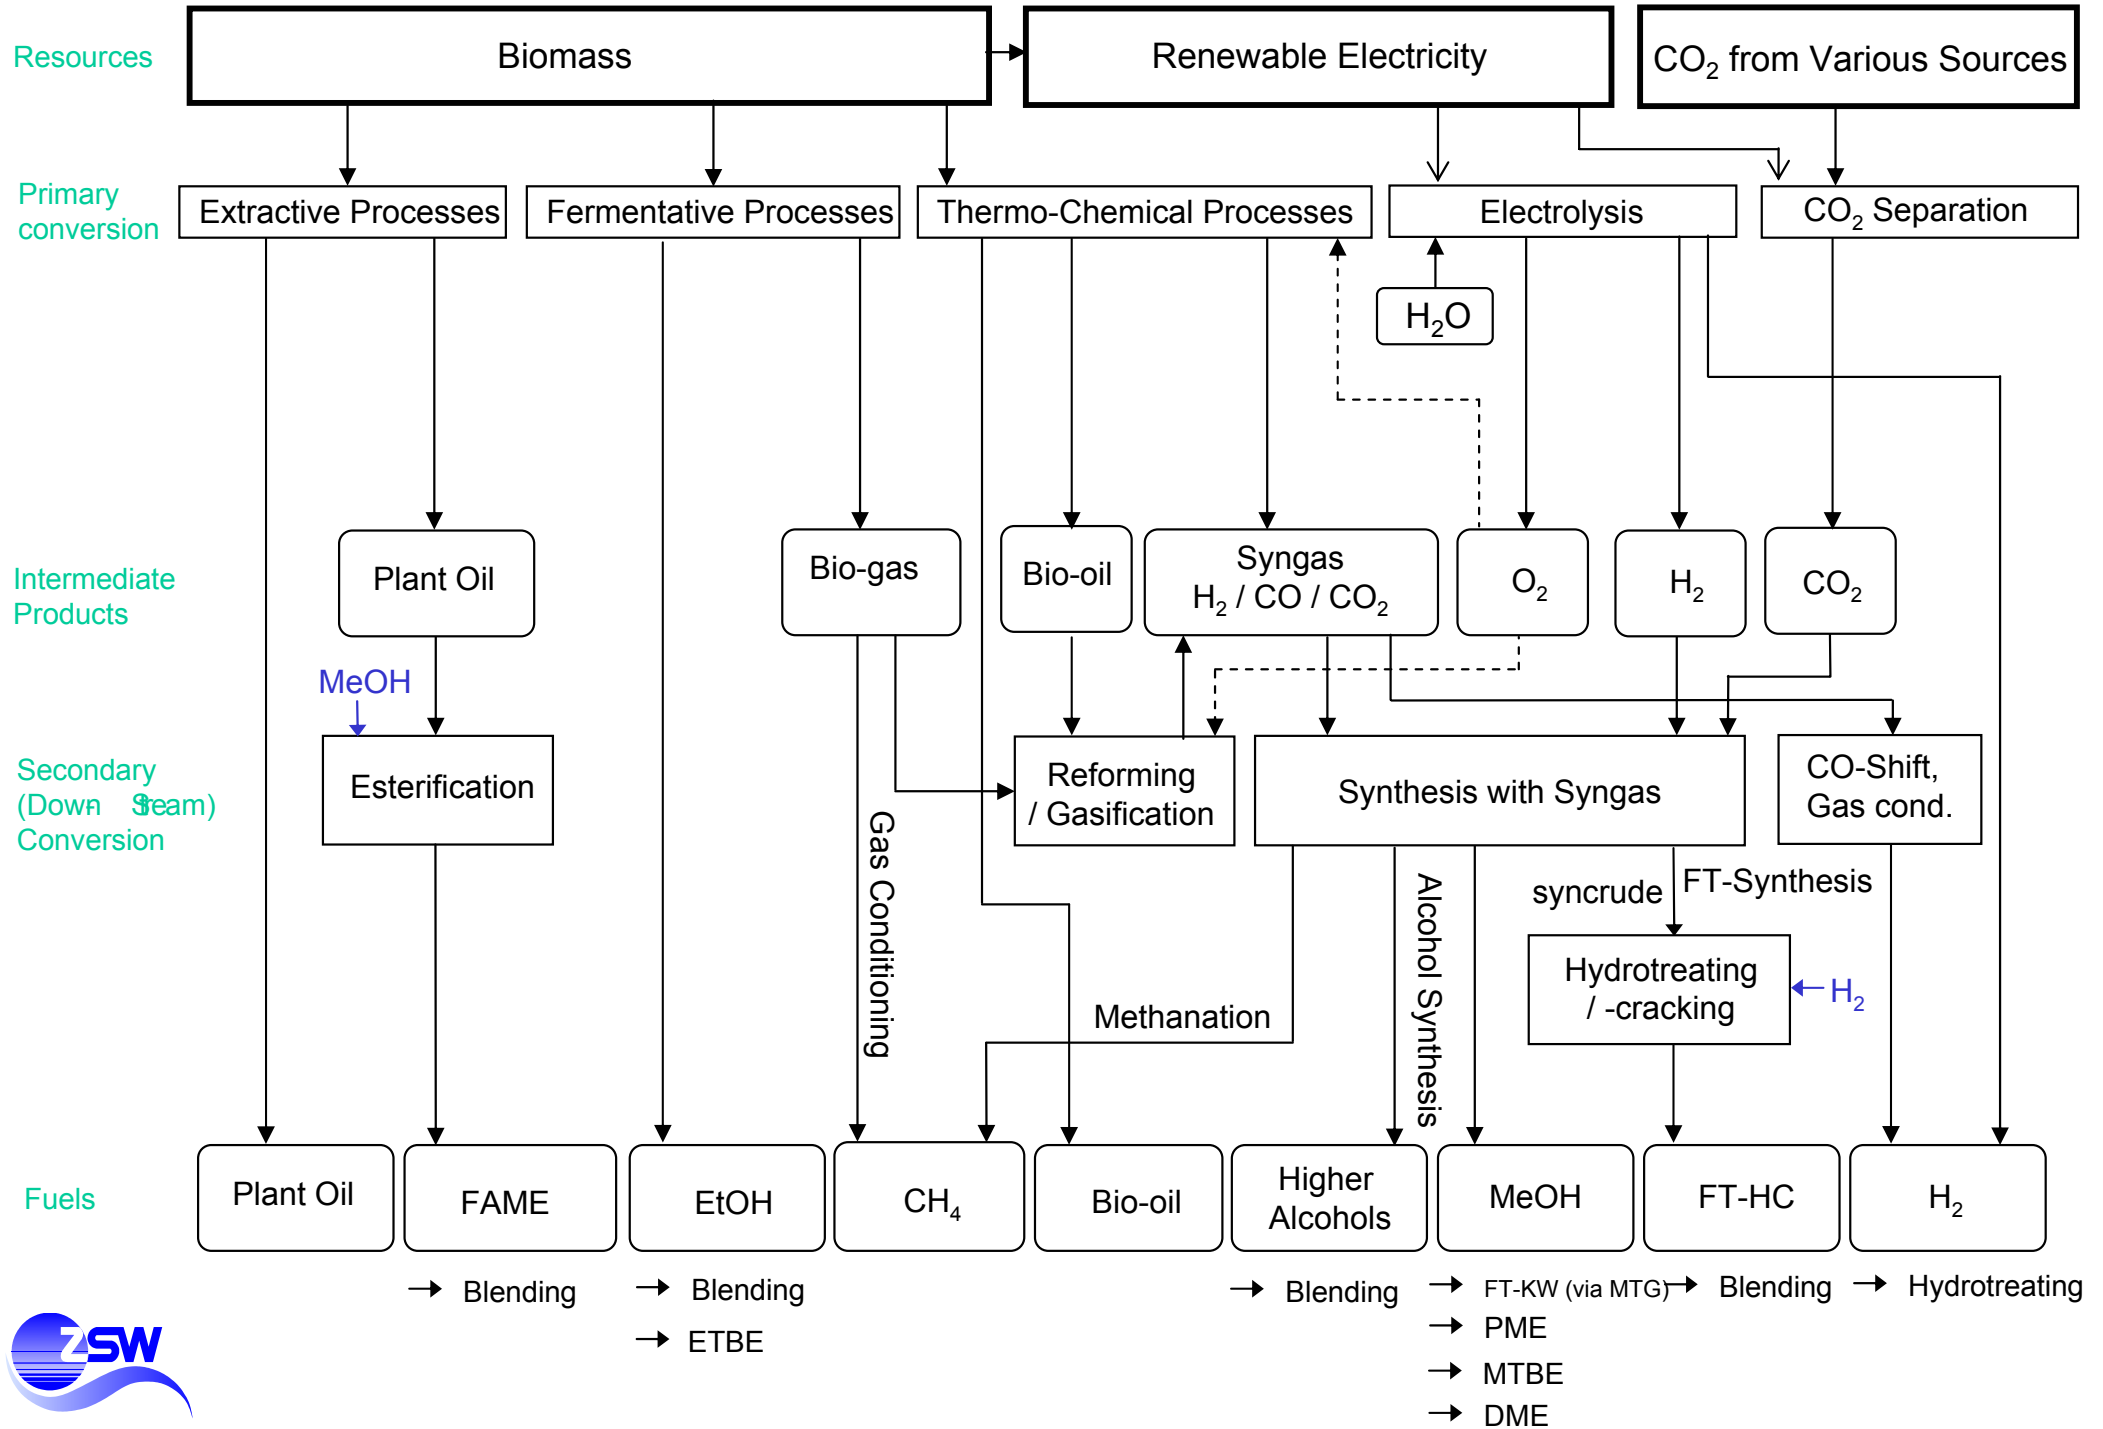 Resources
Biomass
Renewable Electricity
CO₂ from Various Sources
Primary
conversion
Extractive Processes
Fermentative Processes
Thermo-Chemical Processes
Electrolysis
CO₂ Separation
H₂O
Intermediate
Products
Plant Oil
Bio-gas
Bio-oil
Syngas
H₂ / CO / CO₂
O₂
H₂
CO₂
MeOH
Secondary
(Down- Stream)
Conversion
Esterification
Reforming
/ Gasification
Synthesis with Syngas
CO-Shift,
Gas cond.
Gas Conditioning
Alcohol Synthesis
syncrude
FT-Synthesis
Hydrotreating
/ -cracking
H₂
Methanation
Fuels
Plant Oil
FAME
EtOH
CH₄
Bio-oil
Higher
Alcohols
MeOH
FT-HC
H₂
Blending
Blending
ETBE
Blending
FT-KW (via MTG)
PME
MTBE
DME
Blending
Hydrotreating
ZSW